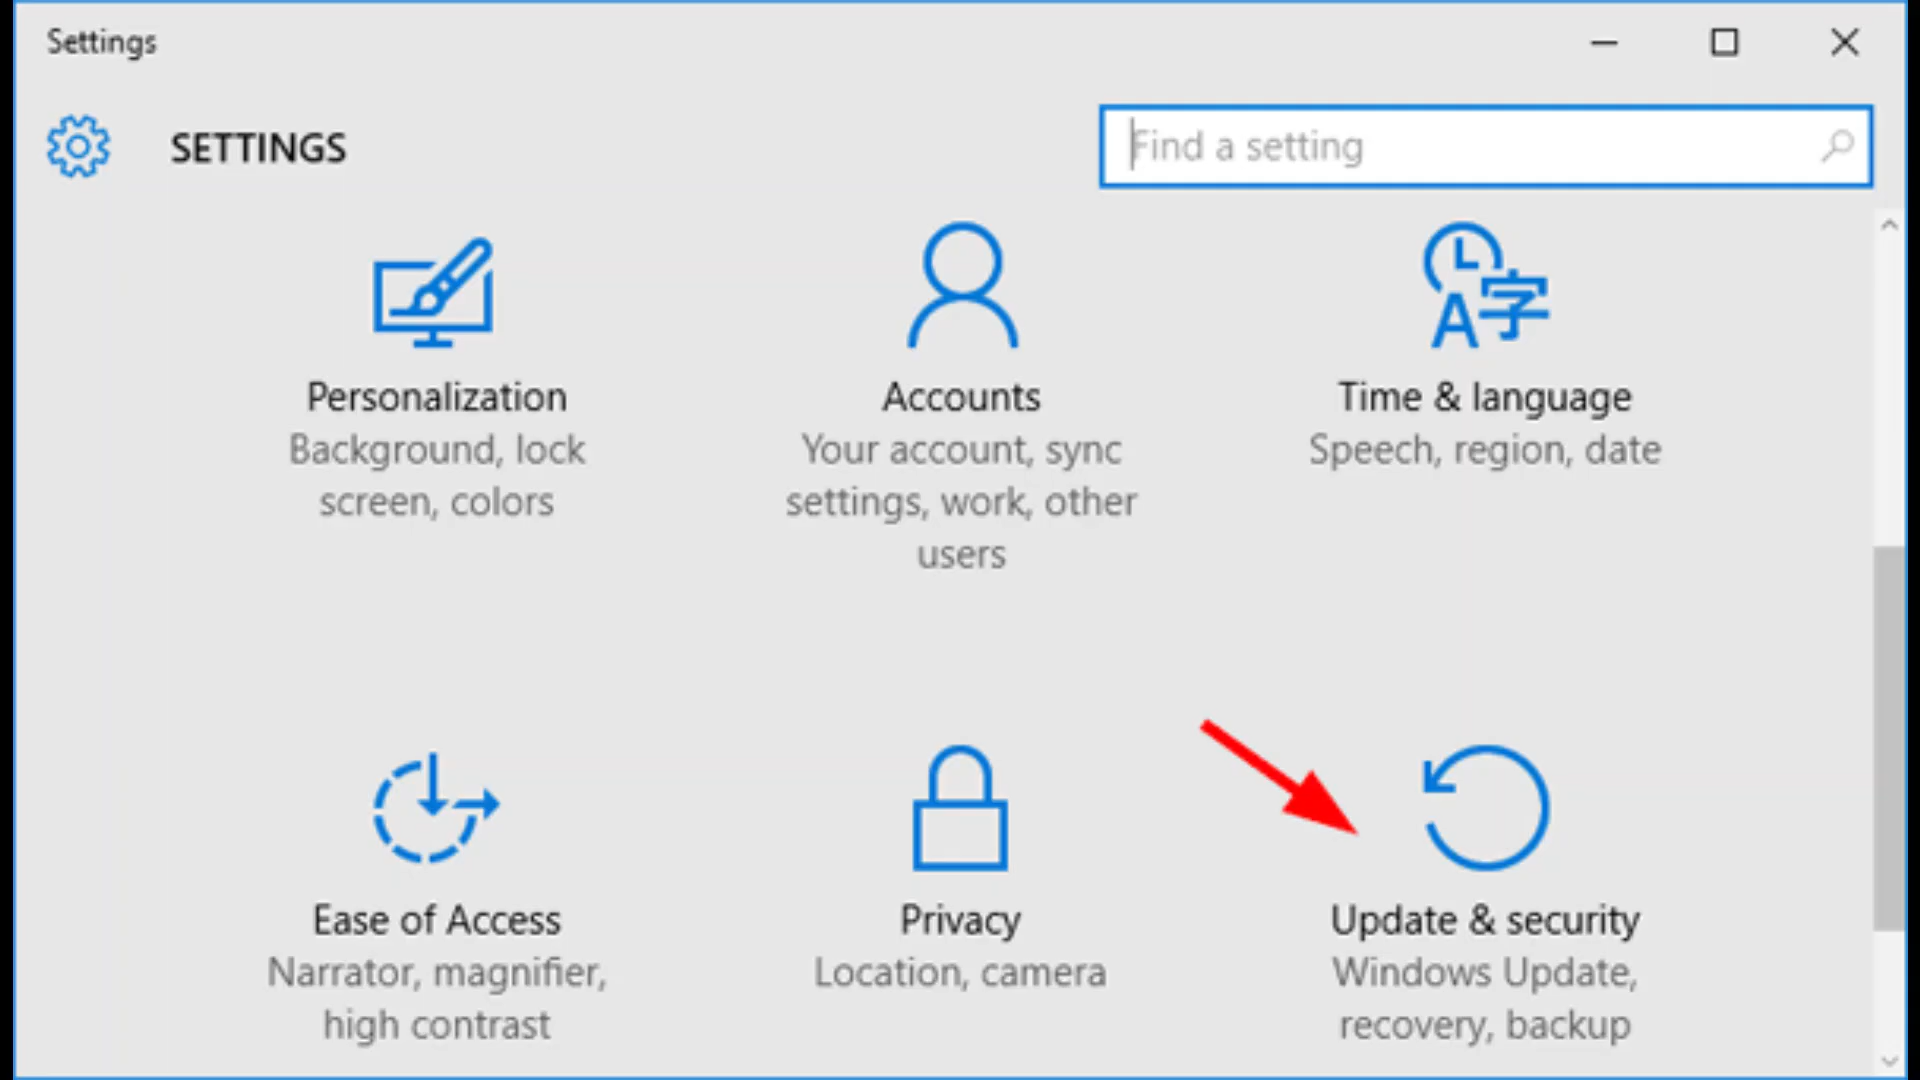 Settings
SETTINGS
Find a setting
Personalization
Background, lock
screen, colors
Accounts
Your account, sync
settings, work, other
users
Time & language
Speech, region, date
Ease of Access
Narrator, magnifier,
high contrast
Privacy
Location, camera
Update & security
Windows Update,
recovery, backup